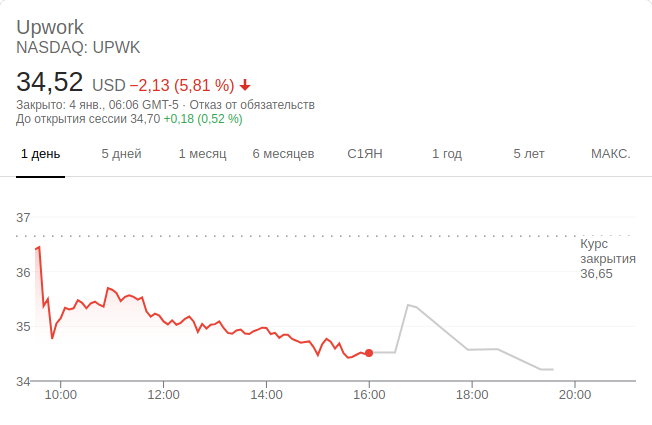 Upwork
NASDAQ: UPWK
34,52 USD −2,13 (5,81 %)
Закрыто: 4 янв., 06:06 GMT-5 · Отказ от обязательств
До открытия сессии 34,70 +0,18 (0,52 %)
1 день 5 дней 1 месяц 6 месяцев С1ЯН 1 год 5 лет МАКС.
37
Курс
закрытия
36,65
36
35
34
10:00 12:00 14:00 16:00 18:00 20:00